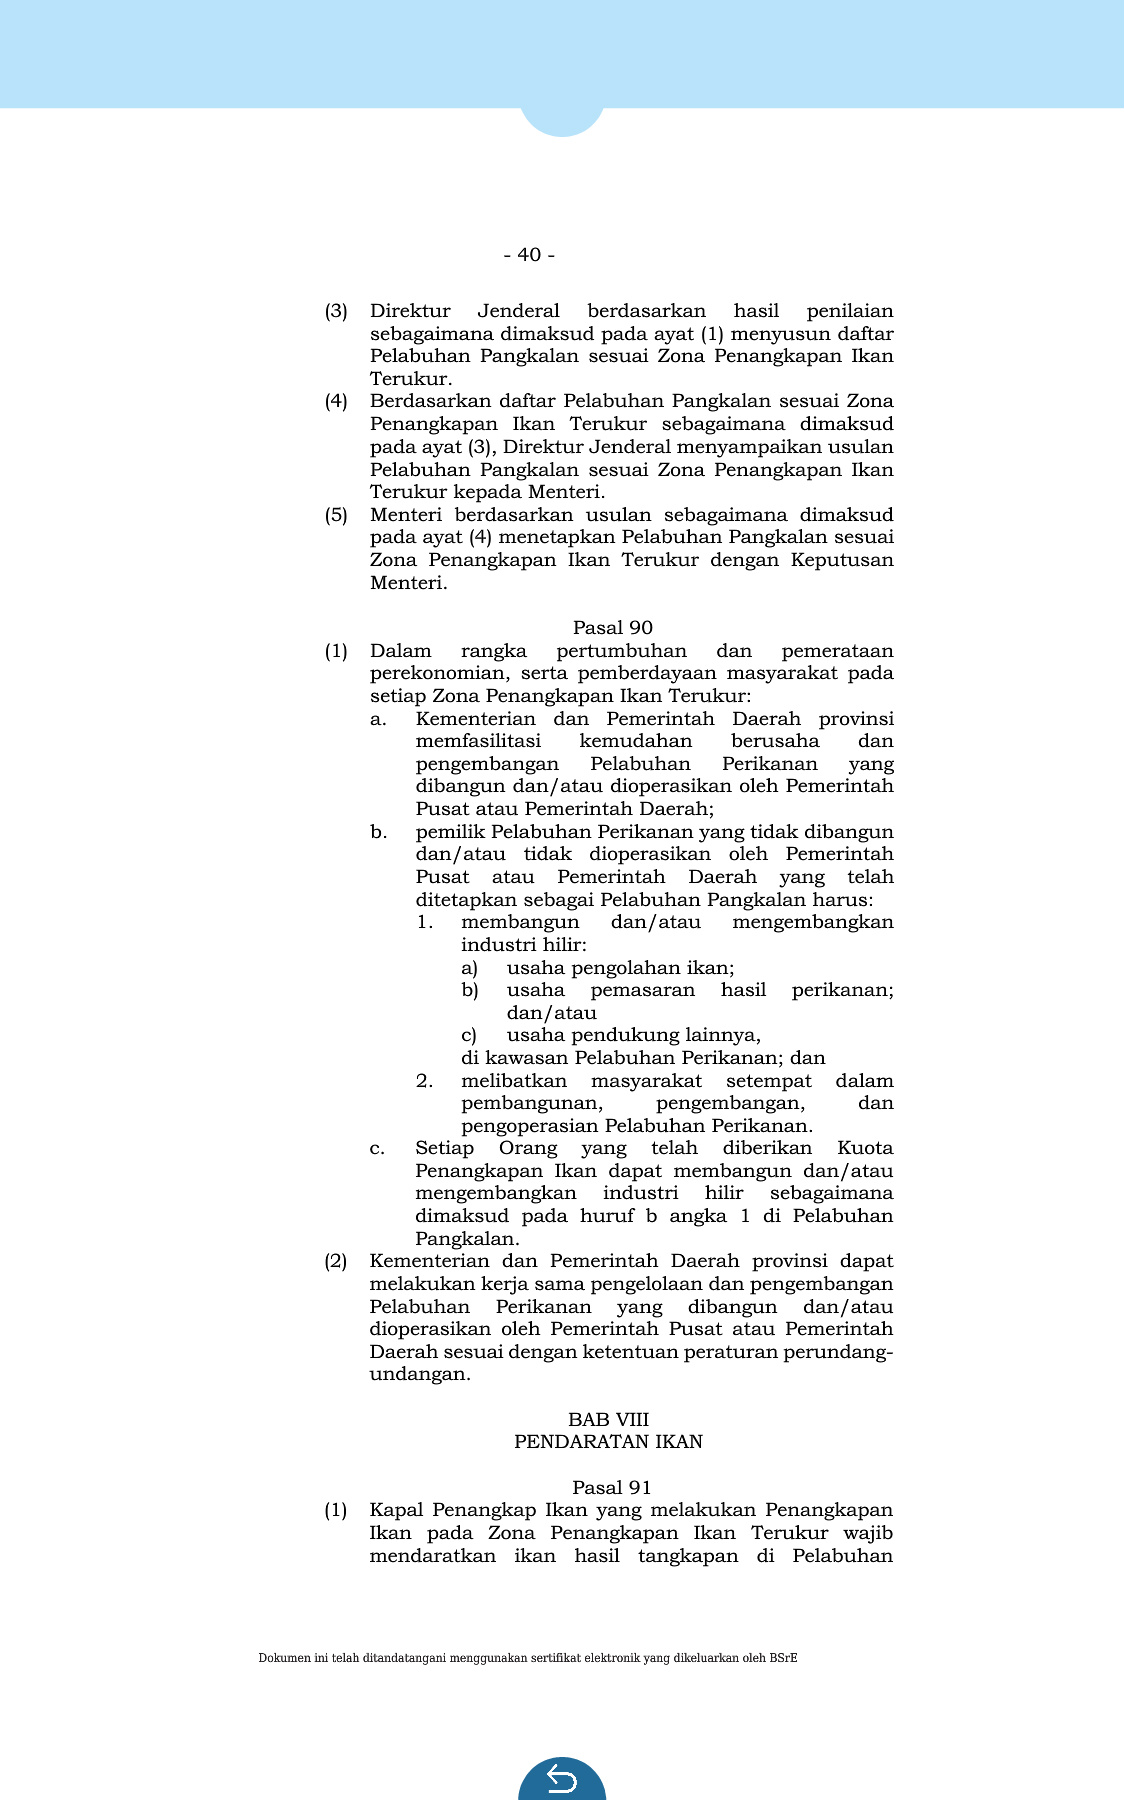 - 40 -
(3) Direktur Jenderal berdasarkan hasil penilaian
sebagaimana dimaksud pada ayat (1) menyusun daftar
Pelabuhan Pangkalan sesuai Zona Penangkapan Ikan
Terukur.
(4) Berdasarkan daftar Pelabuhan Pangkalan sesuai Zona
Penangkapan Ikan Terukur sebagaimana dimaksud
pada ayat (3), Direktur Jenderal menyampaikan usulan
Pelabuhan Pangkalan sesuai Zona Penangkapan Ikan
Terukur kepada Menteri.
(5) Menteri berdasarkan usulan sebagaimana dimaksud
pada ayat (4) menetapkan Pelabuhan Pangkalan sesuai
Zona Penangkapan Ikan Terukur dengan Keputusan
Menteri.
Pasal 90
(1) Dalam rangka pertumbuhan dan pemerataan
perekonomian, serta pemberdayaan masyarakat pada
setiap Zona Penangkapan Ikan Terukur:
a. Kementerian dan Pemerintah Daerah provinsi
memfasilitasi kemudahan berusaha dan
pengembangan Pelabuhan Perikanan yang
dibangun dan/atau dioperasikan oleh Pemerintah
Pusat atau Pemerintah Daerah;
b. pemilik Pelabuhan Perikanan yang tidak dibangun
dan/atau tidak dioperasikan oleh Pemerintah
Pusat atau Pemerintah Daerah yang telah
ditetapkan sebagai Pelabuhan Pangkalan harus:
1. membangun dan/atau mengembangkan
industri hilir:
a) usaha pengolahan ikan;
b) usaha pemasaran hasil perikanan;
dan/atau
c) usaha pendukung lainnya,
di kawasan Pelabuhan Perikanan; dan
2. melibatkan masyarakat setempat dalam
pembangunan, pengembangan, dan
pengoperasian Pelabuhan Perikanan.
c. Setiap Orang yang telah diberikan Kuota
Penangkapan Ikan dapat membangun dan/atau
mengembangkan industri hilir sebagaimana
dimaksud pada huruf b angka 1 di Pelabuhan
Pangkalan.
(2) Kementerian dan Pemerintah Daerah provinsi dapat
melakukan kerja sama pengelolaan dan pengembangan
Pelabuhan Perikanan yang dibangun dan/atau
dioperasikan oleh Pemerintah Pusat atau Pemerintah
Daerah sesuai dengan ketentuan peraturan perundang-
undangan.
BAB VIII
PENDARATAN IKAN
Pasal 91
(1) Kapal Penangkap Ikan yang melakukan Penangkapan
Ikan pada Zona Penangkapan Ikan Terukur wajib
mendaratkan ikan hasil tangkapan di Pelabuhan
Dokumen ini telah ditandatangani menggunakan sertifikat elektronik yang dikeluarkan oleh BSrE